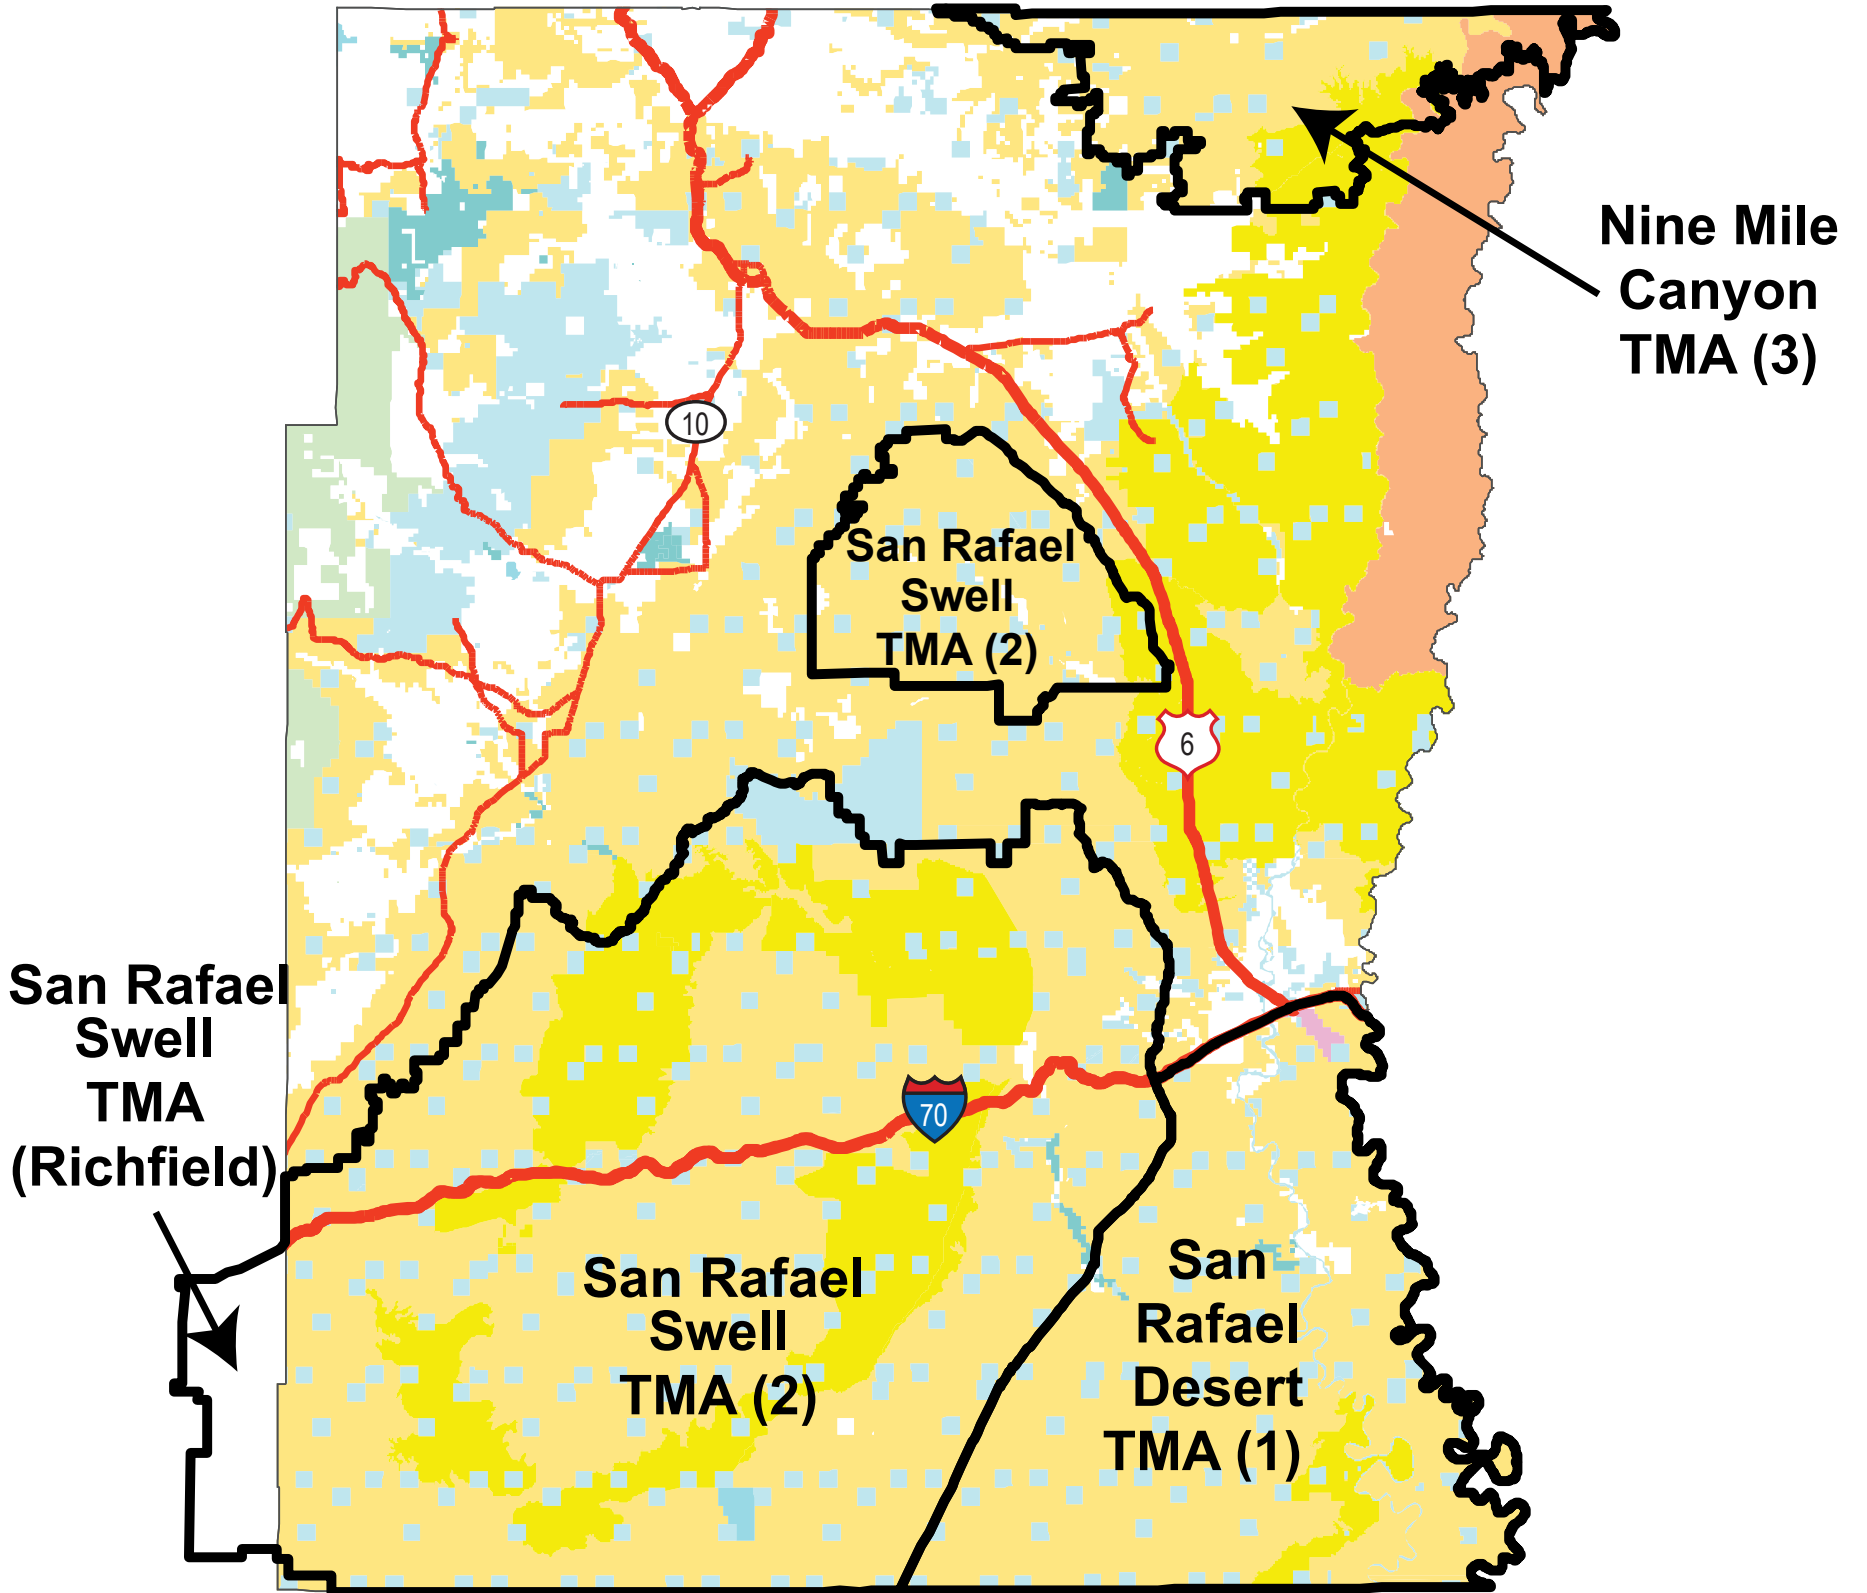 Nine Mile
Canyon
TMA (3)
10
San Rafael
Swell
TMA (2)
6
San Rafael
Swell
TMA
(Richfield)
70
San Rafael
Swell
TMA (2)
San
Rafael
Desert
TMA (1)